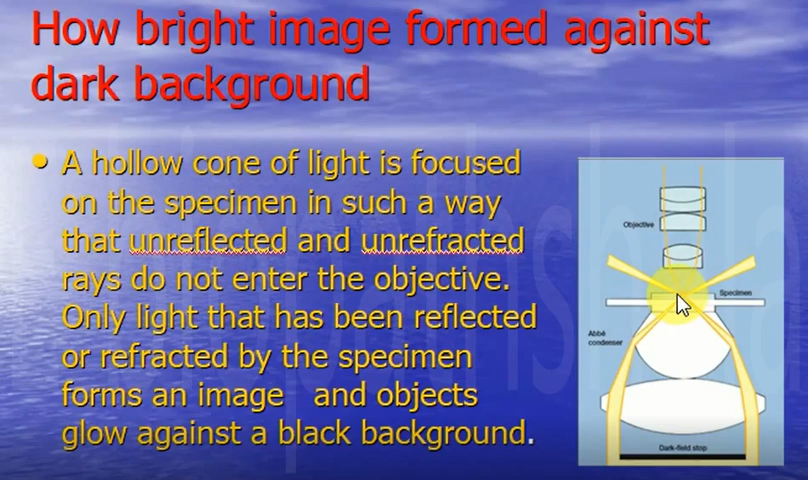 How bright image formed against
dark background
• A hollow cone of light is focused
on the specimen in such a way
that unreflected and unrefracted
rays do not enter the objective.
Only light that has been reflected
or refracted by the specimen
forms an image and objects
glow against a black background.
Objective
Specimen
Abbé
condenser
Dark-field stop